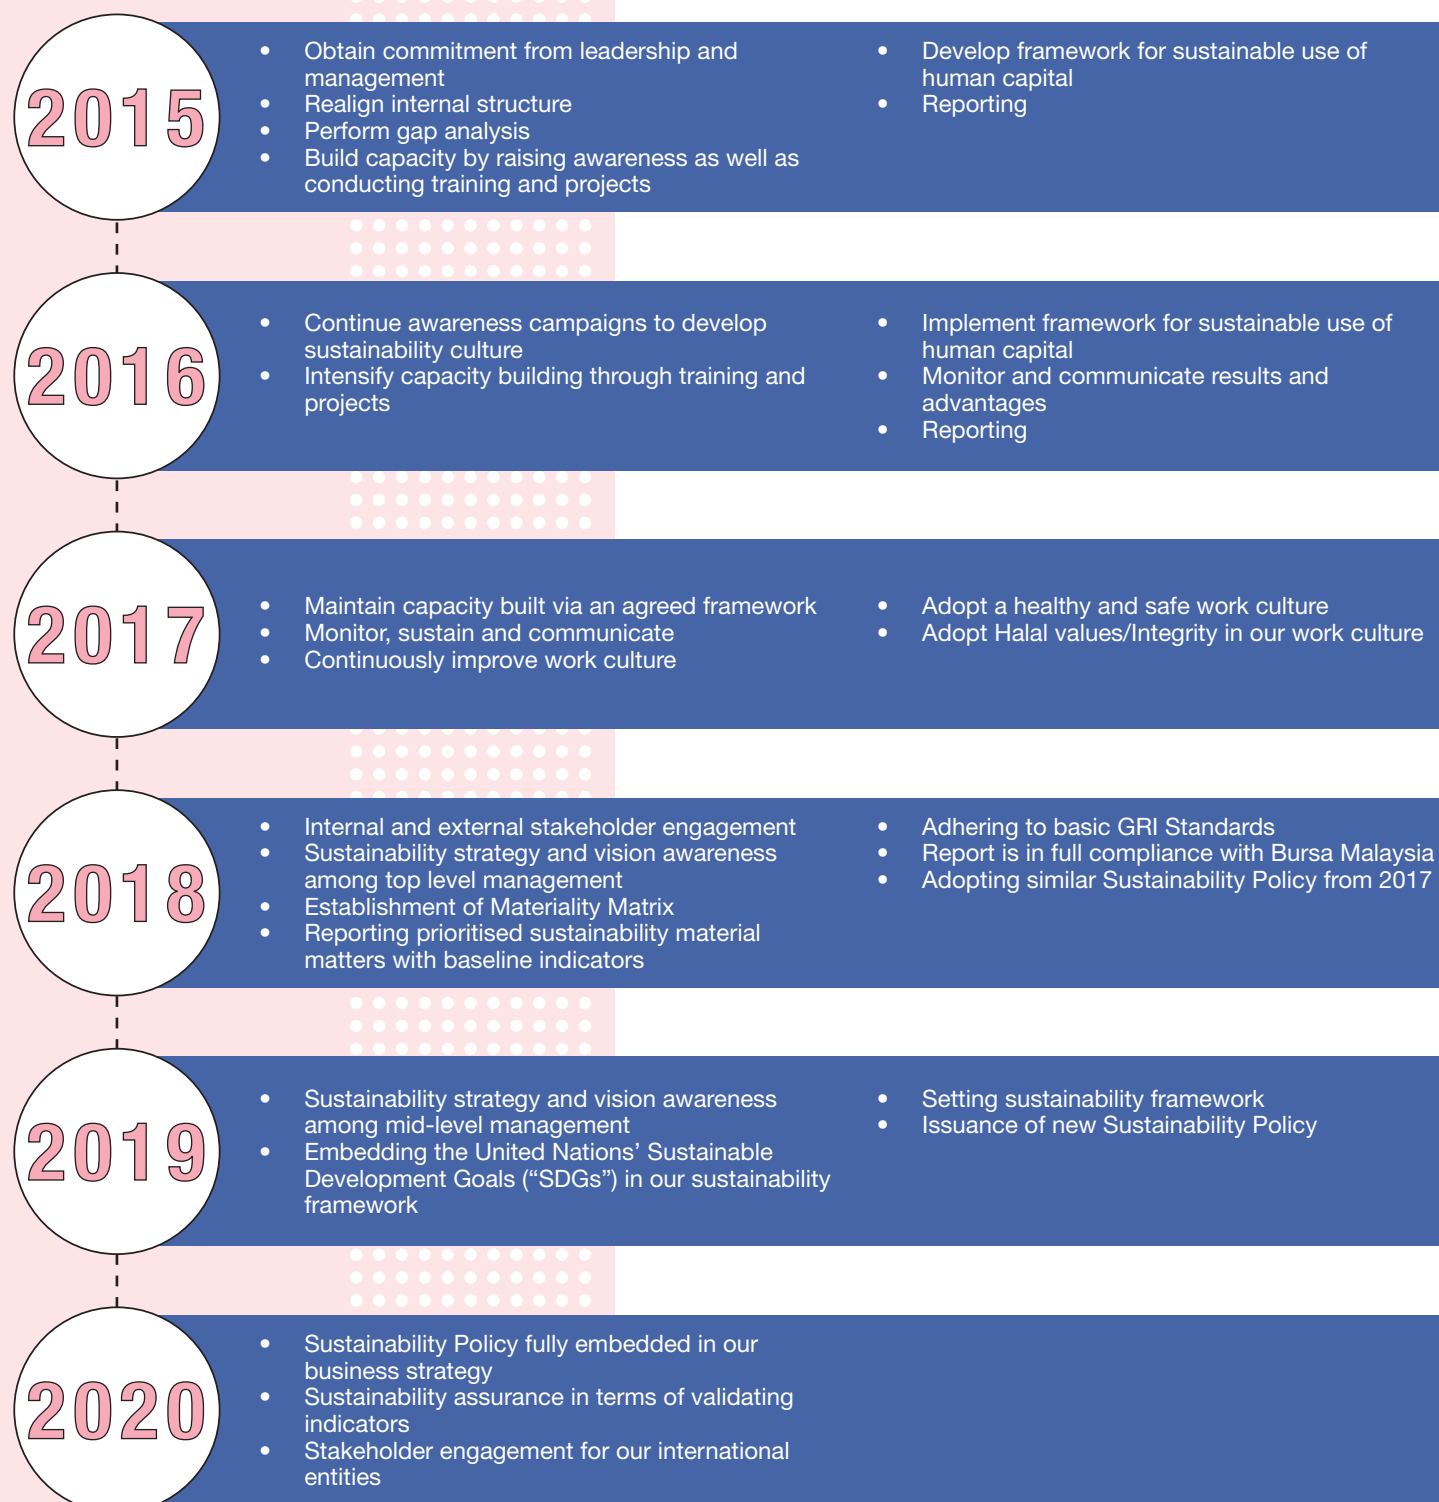 2015
• Obtain commitment from leadership and
management
• Realign internal structure
• Perform gap analysis
• Build capacity by raising awareness as well as
conducting training and projects
• Develop framework for sustainable use of
human capital
• Reporting
2016
• Continue awareness campaigns to develop
sustainability culture
• Intensify capacity building through training and
projects
• Implement framework for sustainable use of
human capital
• Monitor and communicate results and
advantages
• Reporting
2017
• Maintain capacity built via an agreed framework
• Monitor, sustain and communicate
• Continuously improve work culture
• Adopt a healthy and safe work culture
• Adopt Halal values/Integrity in our work culture
2018
• Internal and external stakeholder engagement
• Sustainability strategy and vision awareness
among top level management
• Establishment of Materiality Matrix
• Reporting prioritised sustainability material
matters with baseline indicators
• Adhering to basic GRI Standards
• Report is in full compliance with Bursa Malaysia
• Adopting similar Sustainability Policy from 2017
2019
• Sustainability strategy and vision awareness
among mid-level management
• Embedding the United Nations’ Sustainable
Development Goals (“SDGs”) in our sustainability
framework
• Setting sustainability framework
• Issuance of new Sustainability Policy
2020
• Sustainability Policy fully embedded in our
business strategy
• Sustainability assurance in terms of validating
indicators
• Stakeholder engagement for our international
entities